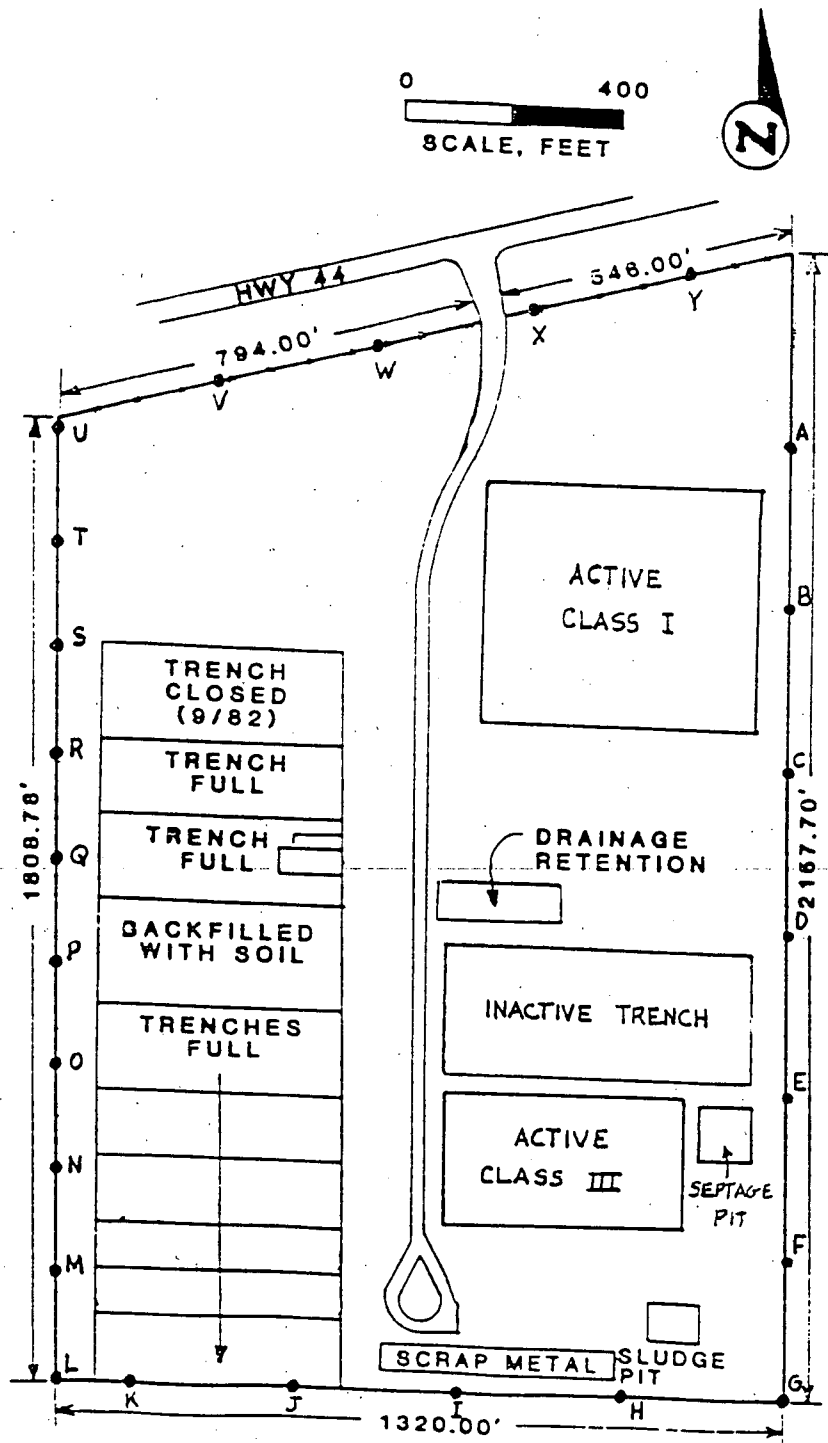 0 400
SCALE, FEET
Z
HWY 44
546.00'
794.00'
Y
X
W
V
U
A
T
ACTIVE
CLASS I
B
S
TRENCH
CLOSED
(9/82)
R
TRENCH
FULL
C
1808.78'
2167.70'
Q
TRENCH
FULL
DRAINAGE
RETENTION
D
P
BACKFILLED
WITH SOIL
INACTIVE TRENCH
O
TRENCHES
FULL
E
ACTIVE
CLASS III
SEPTAGE
PIT
N
F
M
L
SCRAP METAL
SLUDGE
PIT
K
J
I
H
G
1320.00'